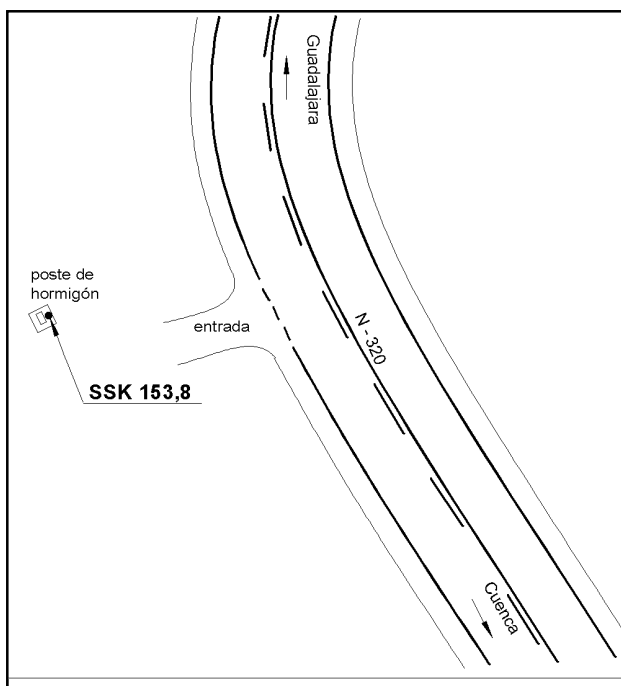 Guadalajara
poste de
hormigón
entrada
N - 320
SSK 153,8
Cuenca